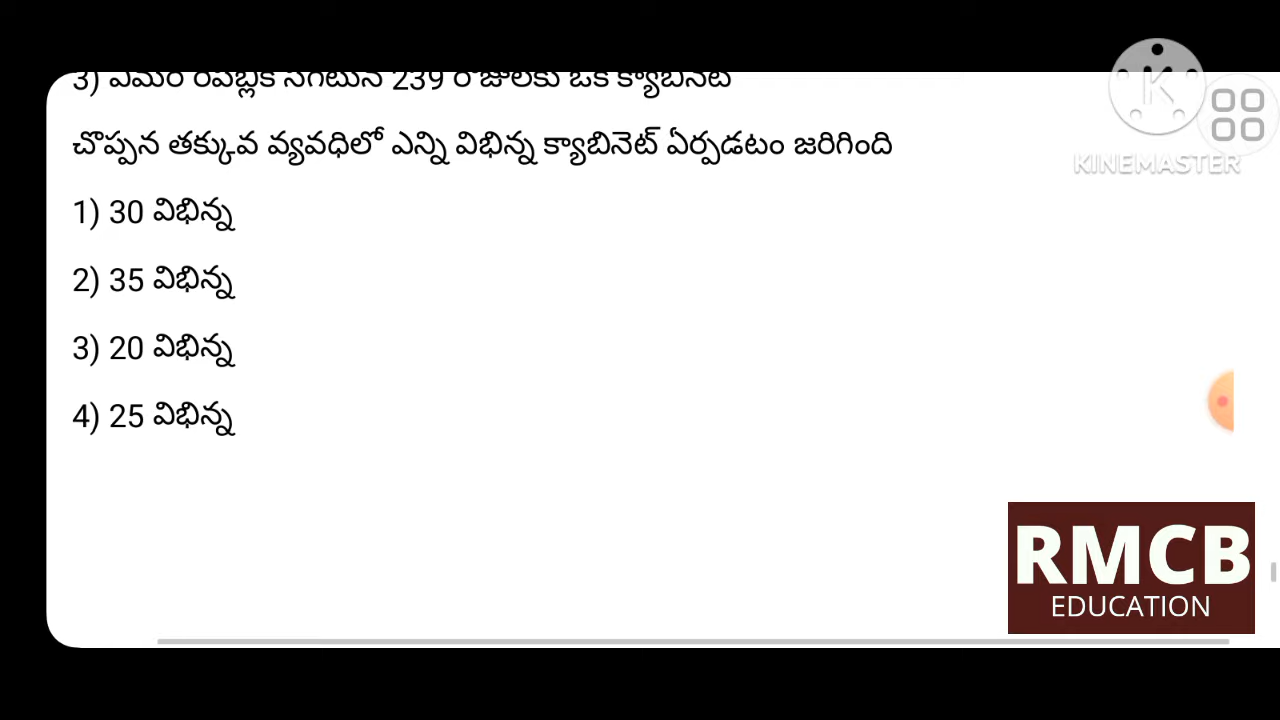 3) వీమర్ రిపబ్లిక్ సగటున 239 రోజులకు ఒక క్యాబినెట్
చొప్పన తక్కువ వ్యవధిలో ఎన్ని విభిన్న క్యాబినెట్ ఏర్పడటం జరిగింది
1) 30 విభిన్న
2) 35 విభిన్న
3) 20 విభిన్న
4) 25 విభిన్న
KINEMASTER
RMCB
EDUCATION